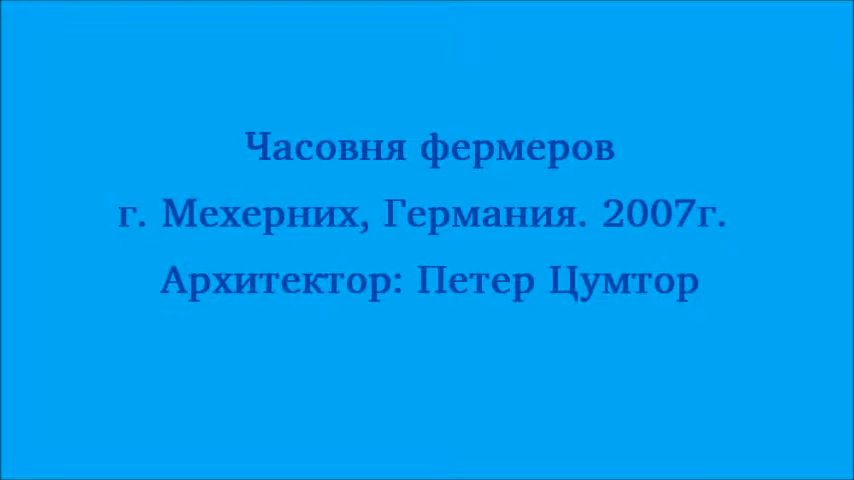 Часовня фермеров
г. Мехерних, Германия. 2007г.
Архитектор: Петер Цумтор